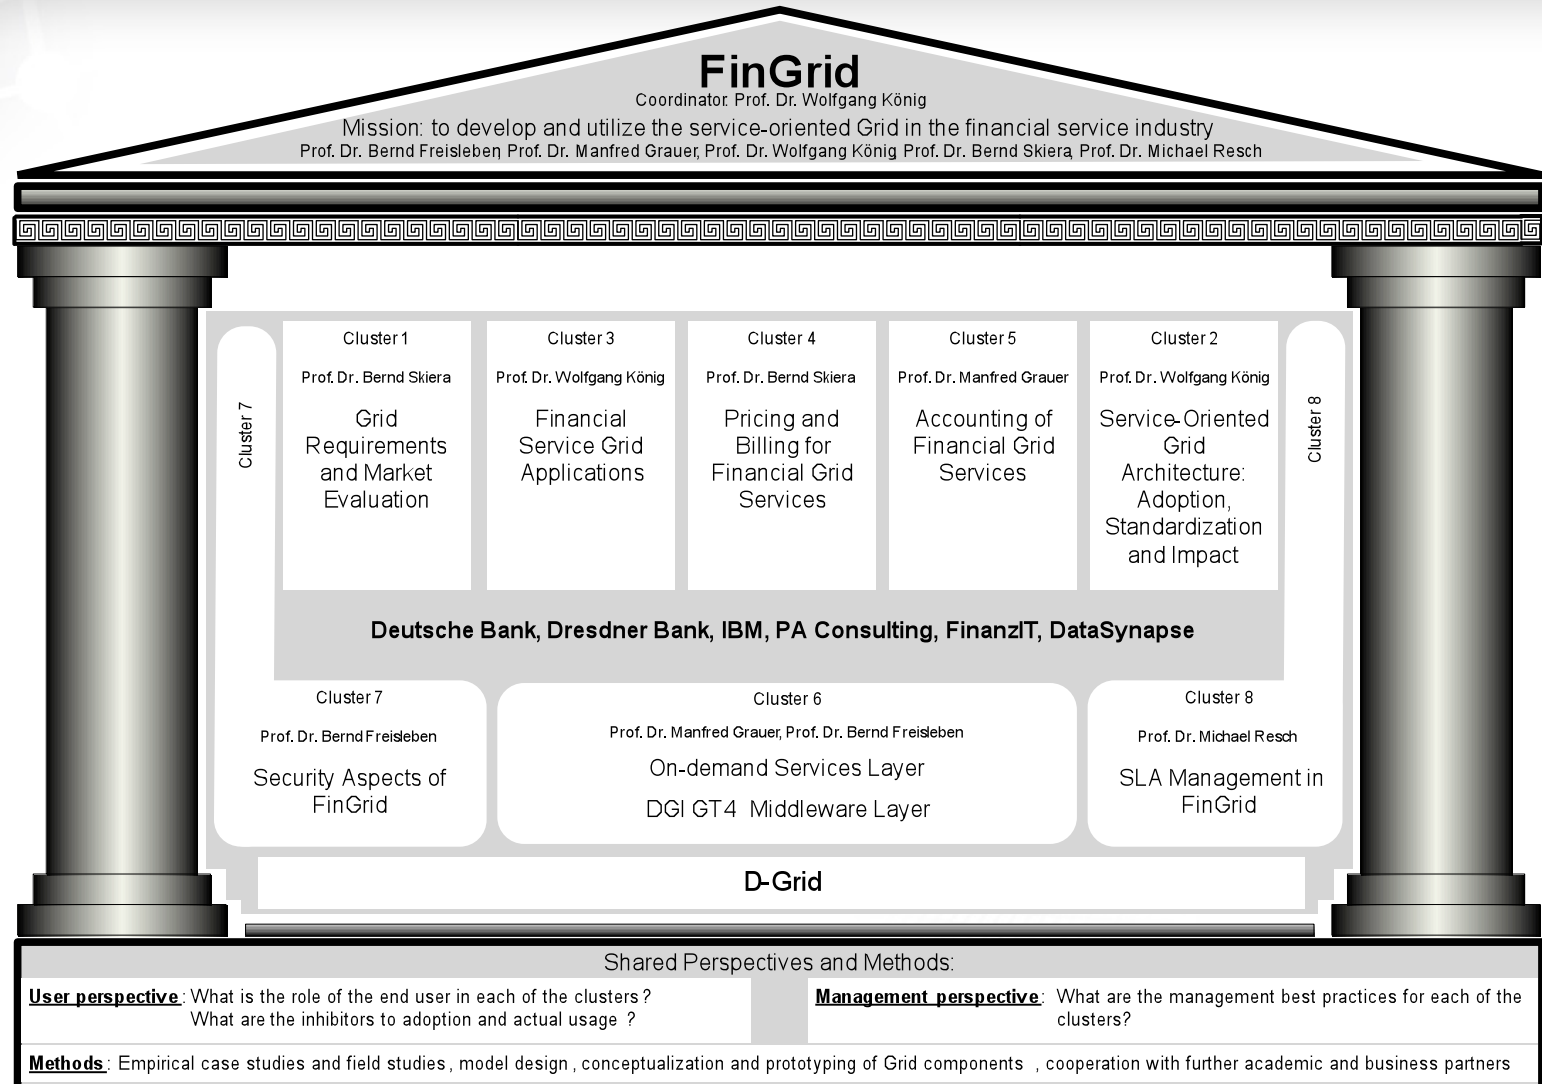 FinGrid
Coordinator: Prof. Dr. Wolfgang König
Mission: to develop and utilize the service-oriented Grid in the financial service industry
Prof. Dr. Bernd Freisleben, Prof. Dr. Manfred Grauer, Prof. Dr. Wolfgang König, Prof. Dr. Bernd Skiera, Prof. Dr. Michael Resch
Cluster 7
Cluster 1
Prof. Dr. Bernd Skiera
Grid
Requirements
and Market
Evaluation
Cluster 3
Prof. Dr. Wolfgang König
Financial
Service Grid
Applications
Cluster 4
Prof. Dr. Bernd Skiera
Pricing and
Billing for
Financial Grid
Services
Cluster 5
Prof. Dr. Manfred Grauer
Accounting of
Financial Grid
Services
Cluster 2
Prof. Dr. Wolfgang König
Service-Oriented
Grid
Architecture:
Adoption,
Standardization
and Impact
Cluster 8
Deutsche Bank, Dresdner Bank, IBM, PA Consulting, FinanzIT, DataSynapse
Cluster 7
Prof. Dr. Bernd Freisleben
Security Aspects of
FinGrid
Cluster 6
Prof. Dr. Manfred Grauer, Prof. Dr. Bernd Freisleben
On-demand Services Layer
DGI GT4 Middleware Layer
Cluster 8
Prof. Dr. Michael Resch
SLA Management in
FinGrid
D-Grid
Shared Perspectives and Methods:
User perspective: What is the role of the end user in each of the clusters?
What are the inhibitors to adoption and actual usage ?
Management perspective: What are the management best practices for each of the
clusters?
Methods: Empirical case studies and field studies, model design, conceptualization and prototyping of Grid components , cooperation with further academic and business partners